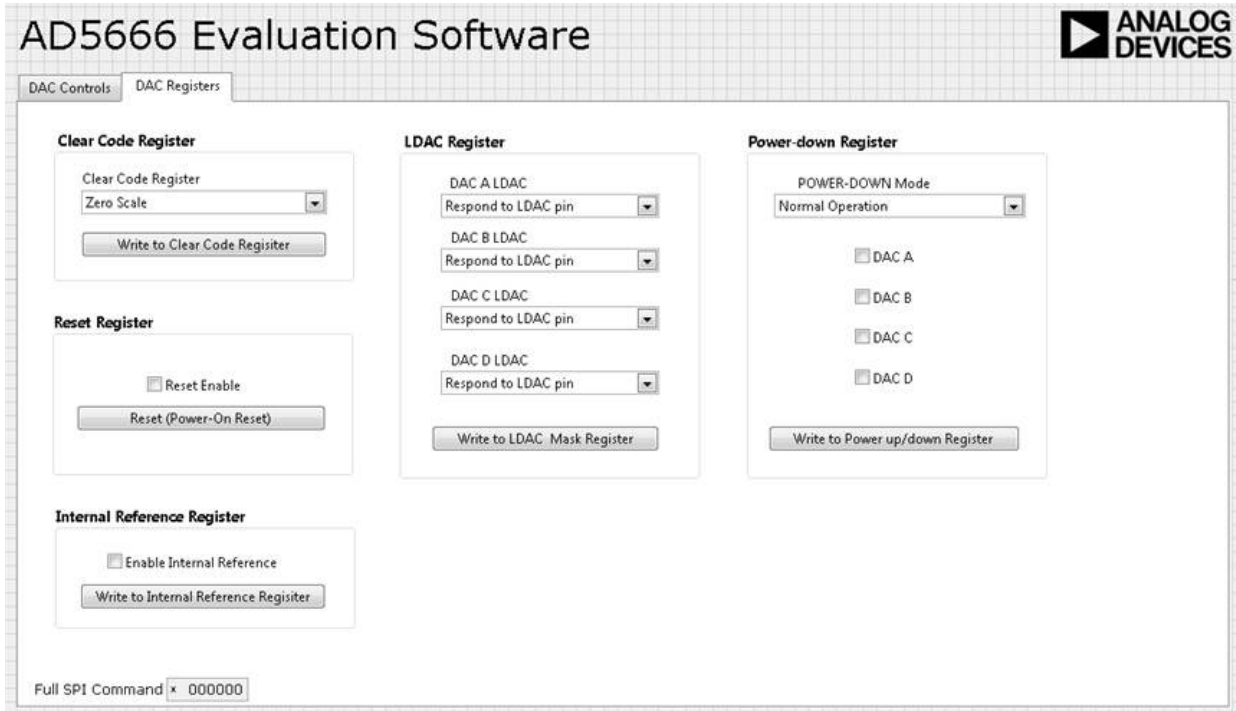 AD5666 Evaluation Software
ANALOG
DEVICES
DAC Controls
DAC Registers
Clear Code Register
Clear Code Register
Zero Scale
Write to Clear Code Regisiter
Reset Register
Reset Enable
Reset (Power-On Reset)
Internal Reference Register
Enable Internal Reference
Write to Internal Reference Regisiter
LDAC Register
DAC A LDAC
Respond to LDAC pin
DAC B LDAC
Respond to LDAC pin
DAC C LDAC
Respond to LDAC pin
DAC D LDAC
Respond to LDAC pin
Write to LDAC Mask Register
Power-down Register
POWER-DOWN Mode
Normal Operation
DAC A
DAC B
DAC C
DAC D
Write to Power up/down Register
Full SPI Command x 000000